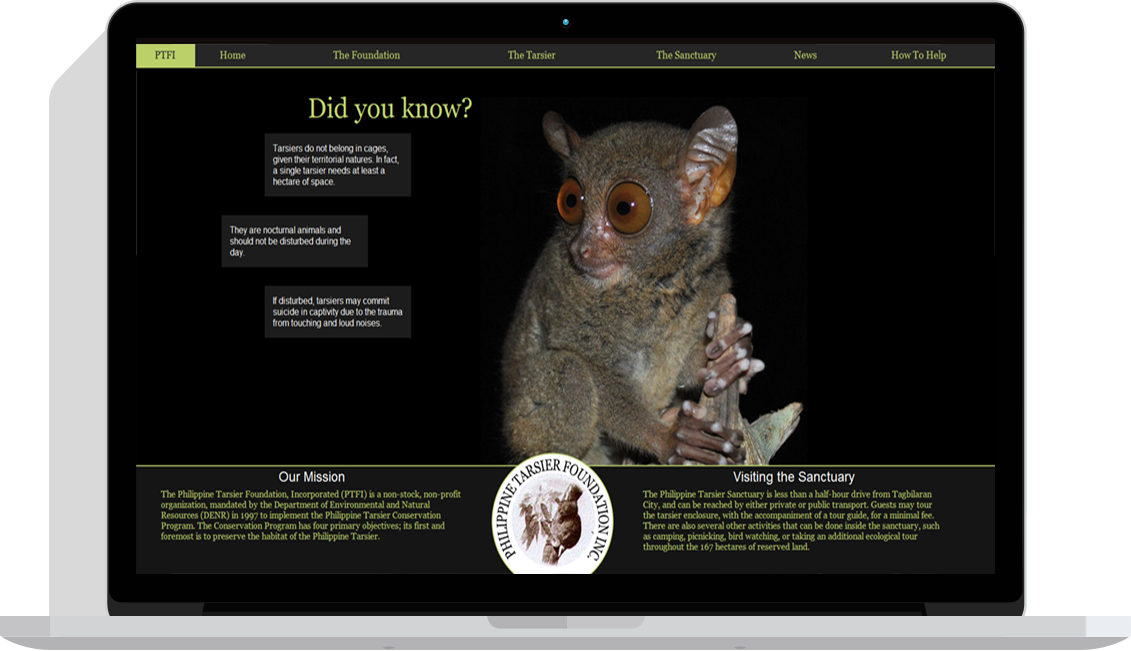 PTFI Home The Foundation The Tarsier The Sanctuary News How To Help
Did you know?
Tarsiers do not belong in cages,
given their territorial natures. In fact,
a single tarsier needs at least a
hectare of space.
They are nocturnal animals and
should not be disturbed during the
day.
If disturbed, tarsiers may commit
suicide in captivity due to the trauma
from touching and loud noises.
Our Mission
The Philippine Tarsier Foundation, Incorporated (PTFI) is a non-stock, non-profit
organization, mandated by the Department of Environmental and Natural
Resources (DENR) in 1997 to implement the Philippine Tarsier Conservation
Program. The Conservation Program has four primary objectives; its first and
foremost is to preserve the habitat of the Philippine Tarsier.
PHILIPPINE TARSIER FOUNDATION, INC.
Visiting the Sanctuary
The Philippine Tarsier Sanctuary is less than a half-hour drive from Tagbilaran
City, and can be reached by either private or public transport. Guests may tour
the tarsier enclosure, with the accompaniment of a tour guide, for a minimal fee.
There are also several other activities that can be done inside the sanctuary, such
as camping, picnicking, bird watching, or taking an additional ecological tour
throughout the 167 hectares of reserved land.